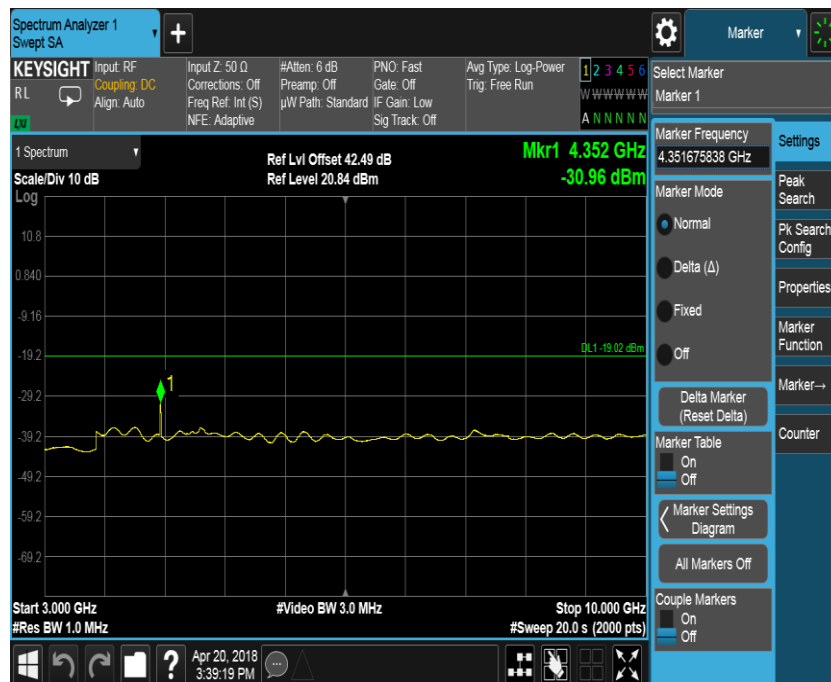 Spectrum Analyzer 1
Swept SA
+
Marker
KEYSIGHT
RL
LXI
Input: RF
Coupling: DC
Align: Auto
Input Z: 50 Ω
Corrections: Off
Freq Ref: Int (S)
NFE: Adaptive
#Atten: 6 dB
Preamp: Off
µW Path: Standard
PNO: Fast
Gate: Off
IF Gain: Low
Sig Track: Off
Avg Type: Log-Power
Trig: Free Run
1 2 3 4 5 6
W W W W W W
A N N N N N
Select Marker
Marker 1
1 Spectrum
Scale/Div 10 dB
Log
Ref Lvl Offset 42.49 dB
Ref Level 20.84 dBm
Mkr1 4.352 GHz
-30.96 dBm
10.8
0.840
-9.16
-19.2
-29.2
-39.2
-49.2
-59.2
-69.2
DL1 -19.02 dBm
1
Start 3.000 GHz
#Res BW 1.0 MHz
#Video BW 3.0 MHz
Stop 10.000 GHz
#Sweep 20.0 s (2000 pts)
Marker Frequency
4.351675838 GHz
Marker Mode
Normal
Delta (Δ)
Fixed
Off
Delta Marker
(Reset Delta)
Marker Table
On
Off
Marker Settings
Diagram
All Markers Off
Couple Markers
On
Off
Settings
Peak
Search
Pk Search
Config
Properties
Marker
Function
Marker→
Counter
?
Apr 20, 2018
3:39:19 PM